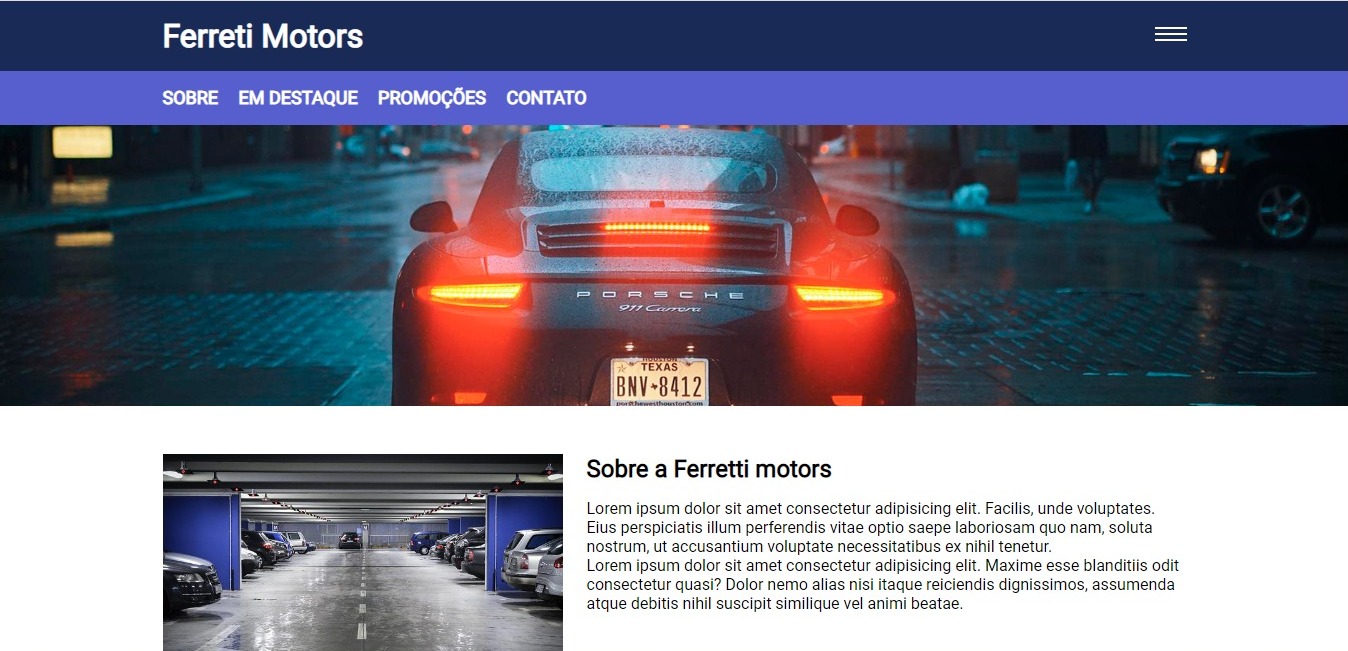 Ferreti Motors
SOBRE EM DESTAQUE PROMOÇÕES CONTATO
PORSCHE
911 Carrera
HOUSTON
TEXAS
BNV 8412
Sobre a Ferretti motors
Lorem ipsum dolor sit amet consectetur adipisicing elit. Facilis, unde voluptates.
Eius perspiciatis illum perferendis vitae optio saepe laboriosam quo nam, soluta
nostrum, ut accusantium voluptate necessitatibus ex nihil tenetur.
Lorem ipsum dolor sit amet consectetur adipisicing elit. Maxime esse blanditiis odit
consectetur quasi? Dolor nemo alias nisi itaque reiciendis dignissimos, assumenda
atque debitis nihil suscipit similique vel animi beatae.